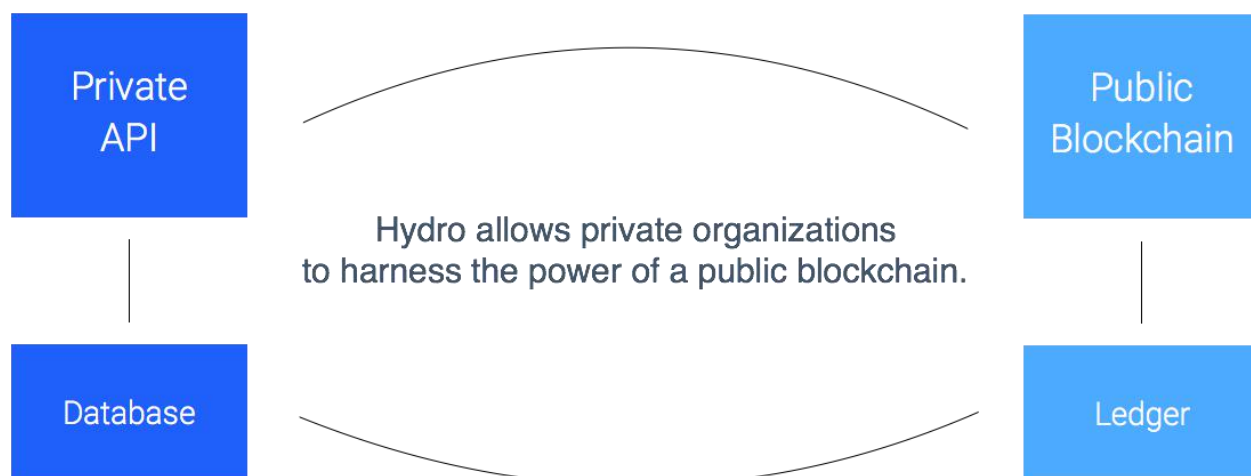 Private
API
Public
Blockchain
Hydro allows private organizations
to harness the power of a public blockchain.
Database
Ledger